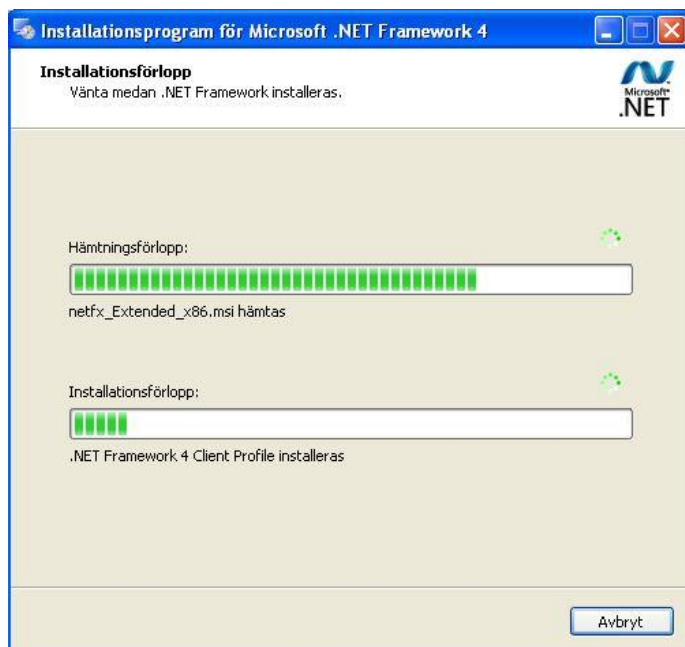 Installationsprogram för Microsoft .NET Framework 4
Installationsförlopp
Vänta medan .NET Framework installeras.
Microsoft®
.NET
Hämtningsförlopp:
netfx_Extended_x86.msi hämtas
Installationsförlopp:
.NET Framework 4 Client Profile installeras
Avbryt